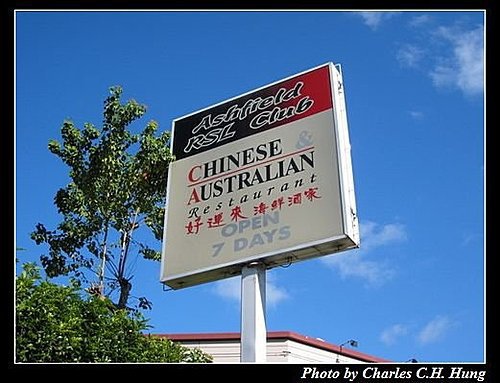 Ashfield
RSL Club
CHINESE &
AUSTRALIAN
Restaurant
好運來 海鮮酒家
OPEN
7 DAYS
Photo by Charles C.H. Hung